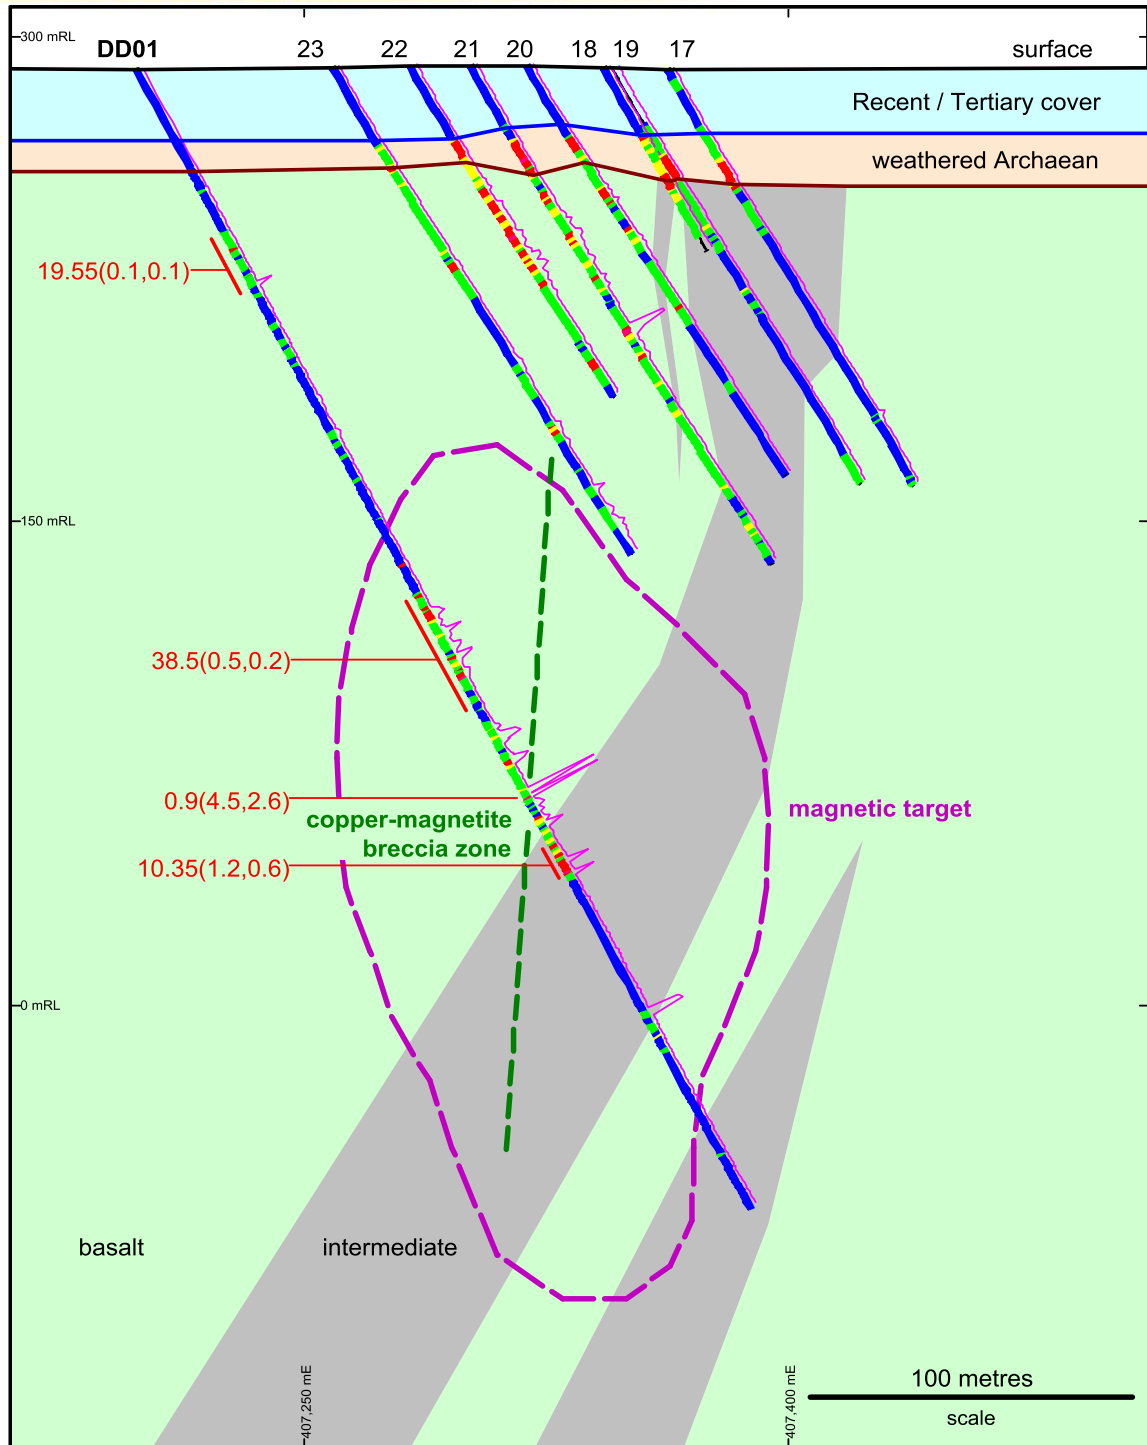 300 mRL
DD01 23 22 21 20 18 19 17 surface
Recent / Tertiary cover
weathered Archaean
19.55(0.1,0.1)
150 mRL
38.5(0.5,0.2)
0.9(4.5,2.6)
magnetic target
copper-magnetite
breccia zone
10.35(1.2,0.6)
0 mRL
basalt
intermediate
407,250 mE
407,400 mE
100 metres
scale